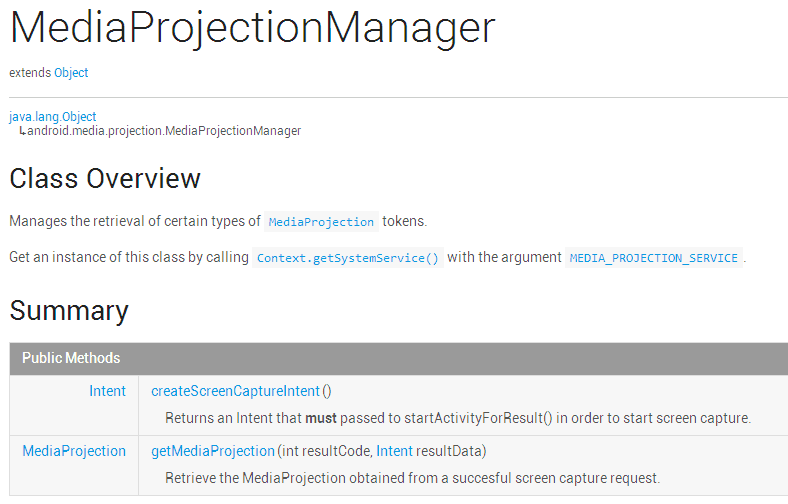 MediaProjectionManager
extends Object
java.lang.Object
↳android.media.projection.MediaProjectionManager
Class Overview
Manages the retrieval of certain types of MediaProjection tokens.
Get an instance of this class by calling Context.getSystemService() with the argument MEDIA_PROJECTION_SERVICE .
Summary
Public Methods
Intent createScreenCaptureIntent()
Returns an Intent that must passed to startActivityForResult() in order to start screen capture.
MediaProjection getMediaProjection(int resultCode, Intent resultData)
Retrieve the MediaProjection obtained from a succesful screen capture request.